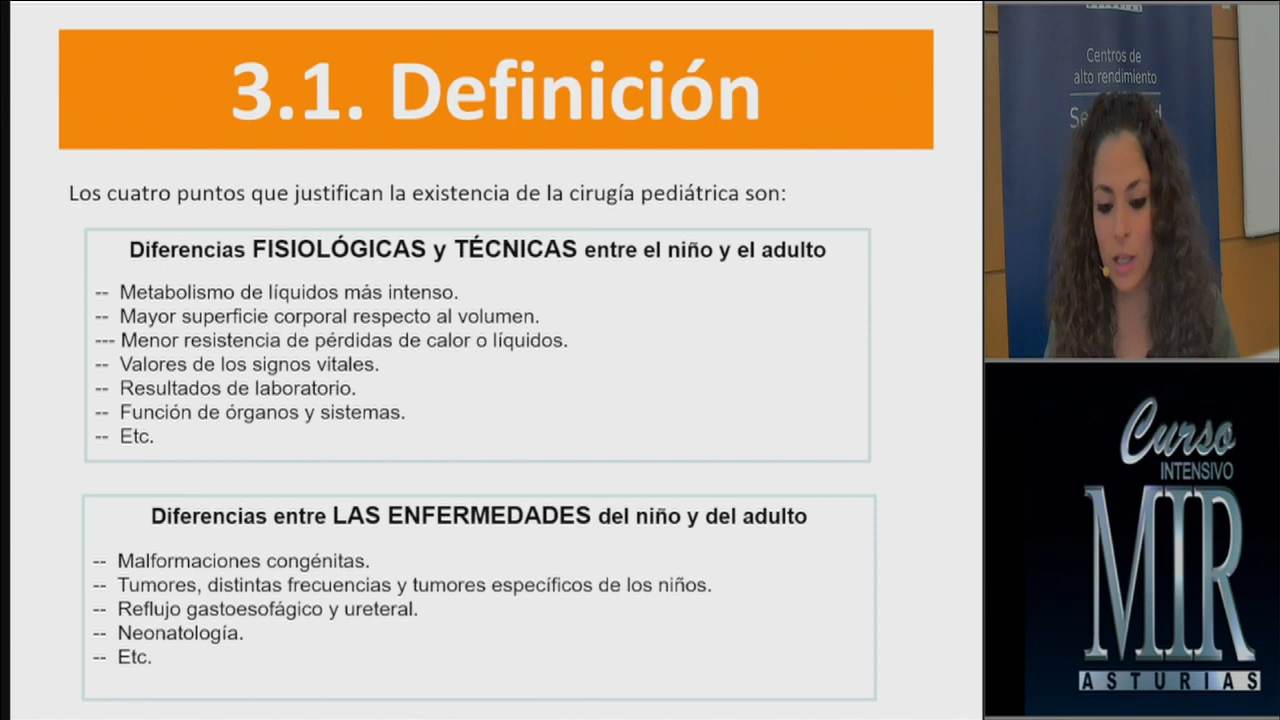 3.1. Definición
Los cuatro puntos que justifican la existencia de la cirugía pediátrica son:
Diferencias FISIOLÓGICAS y TÉCNICAS entre el niño y el adulto
-- Metabolismo de líquidos más intenso.
-- Mayor superficie corporal respecto al volumen.
--- Menor resistencia de pérdidas de calor o líquidos.
-- Valores de los signos vitales.
-- Resultados de laboratorio.
-- Función de órganos y sistemas.
-- Etc.
Diferencias entre LAS ENFERMEDADES del niño y del adulto
-- Malformaciones congénitas.
-- Tumores, distintas frecuencias y tumores específicos de los niños.
-- Reflujo gastoesofágico y ureteral.
-- Neonatología.
-- Etc.
Centros de
alto rendimiento
Curso
INTENSIVO
MIR
ASTURIAS